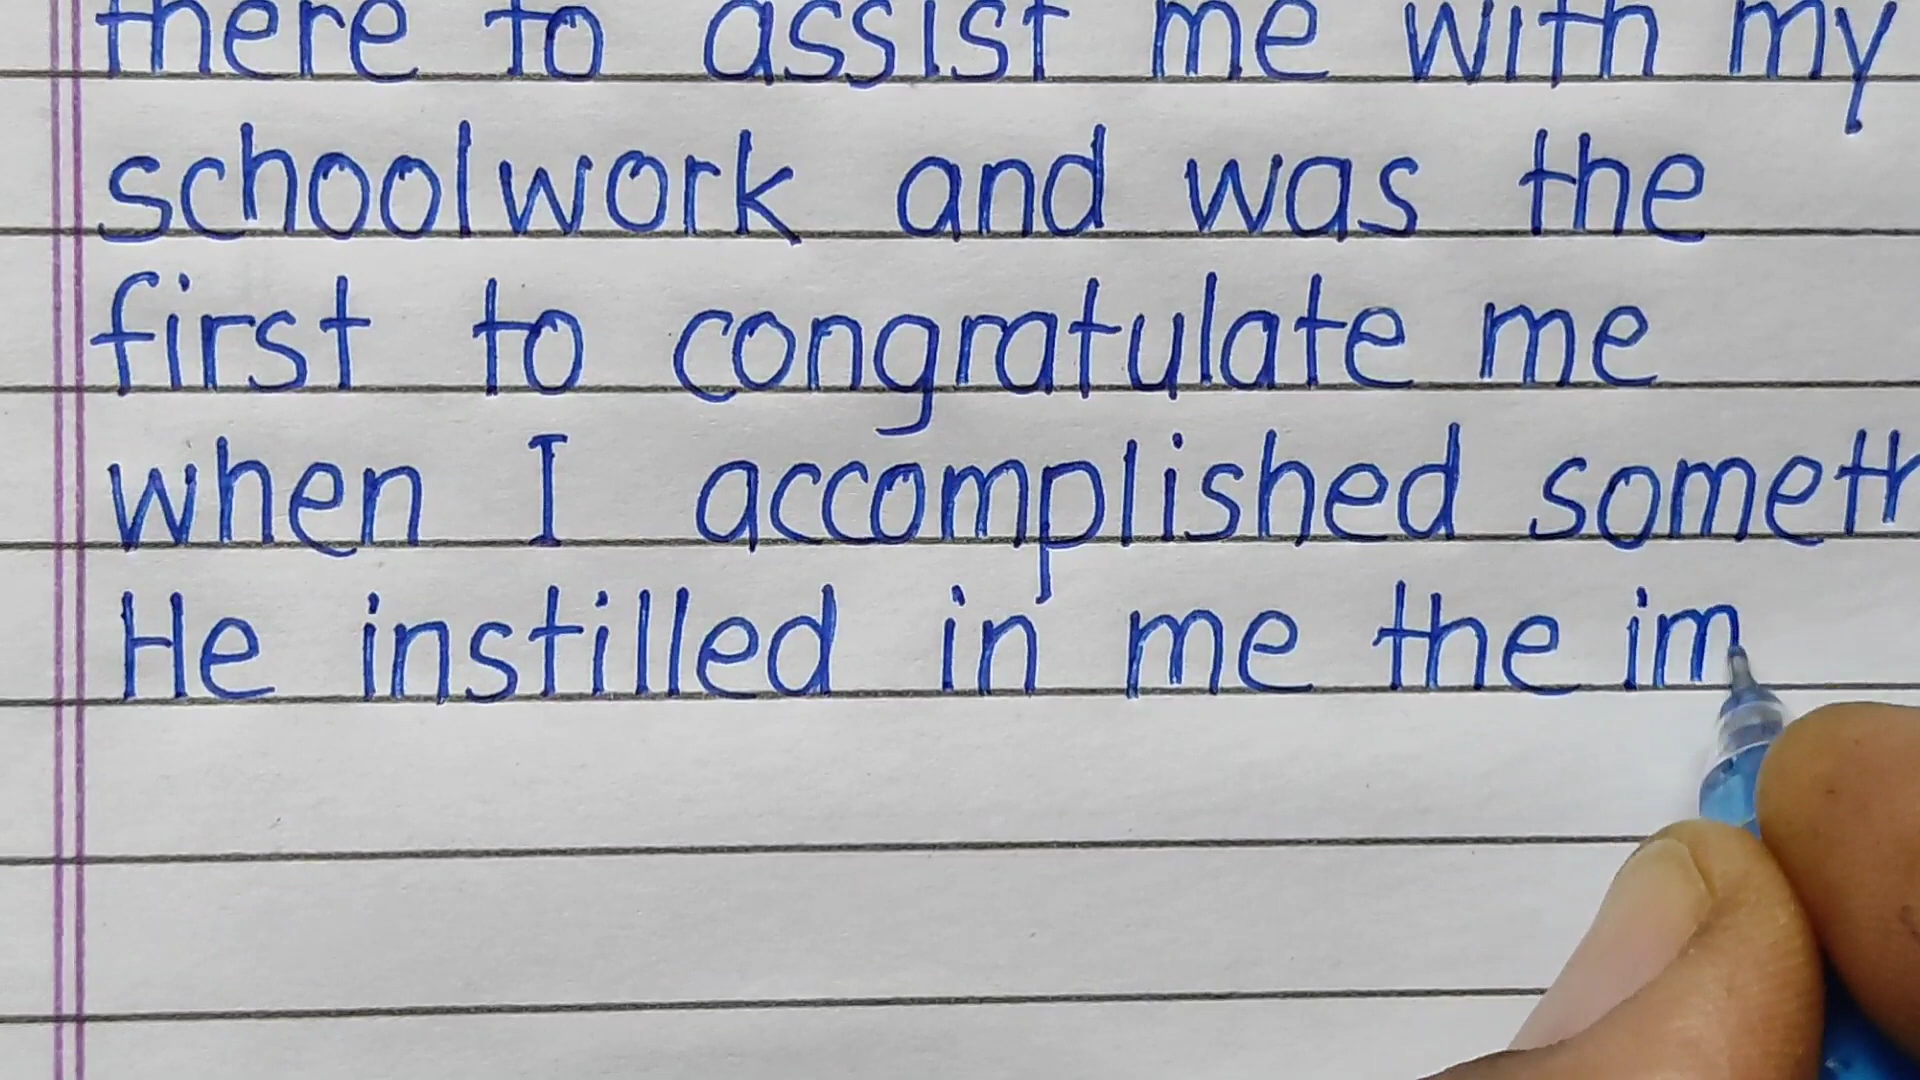 there to assist me with my
schoolwork and was the
first to congratulate me
when I accomplished someth
He instilled in me the im